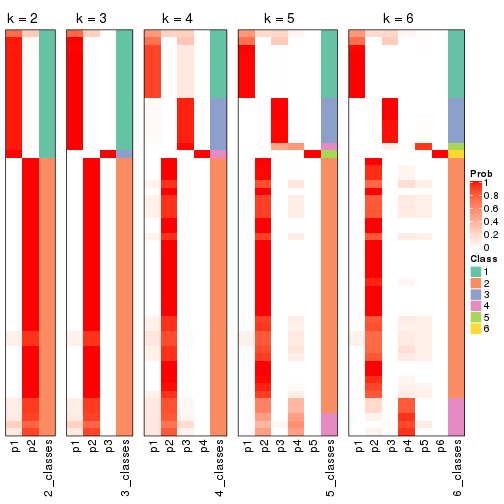 k = 2
k = 3
k = 4
k = 5
k = 6
p1
p2
2_classes
p1
p2
p3
3_classes
p1
p2
p3
p4
4_classes
p1
p2
p3
p4
p5
5_classes
p1
p2
p3
p4
p5
p6
6_classes
Prob
1
0.8
0.6
0.4
0.2
0
Class
1
2
3
4
5
6